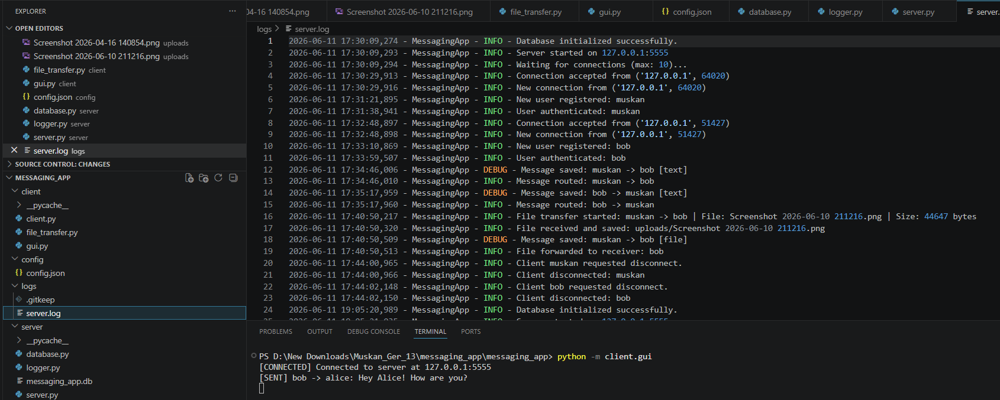 EXPLORER
OPEN EDITORS
Screenshot 2026-04-16 140854.png uploads
Screenshot 2026-06-10 211216.png uploads
file_transfer.py client
gui.py client
{} config.json config
database.py server
logger.py server
server.py server
server.log logs
SOURCE CONTROL: CHANGES
MESSAGING_APP
client
__pycache__
client.py
file_transfer.py
gui.py
config
{} config.json
logs
.gitkeep
server.log
server
__pycache__
database.py
logger.py
messaging_app.db
server.py
04-16 140854.png Screenshot 2026-06-10 211216.png file_transfer.py gui.py {} config.json database.py logger.py server.py server.
logs > server.log
1 2026-06-11 17:30:09,274 - MessagingApp - INFO - Database initialized successfully.
2 2026-06-11 17:30:09,293 - MessagingApp - INFO - Server started on 127.0.0.1:5555
3 2026-06-11 17:30:09,294 - MessagingApp - INFO - Waiting for connections (max: 10)...
4 2026-06-11 17:30:29,913 - MessagingApp - INFO - Connection accepted from ('127.0.0.1', 64020)
5 2026-06-11 17:30:29,916 - MessagingApp - INFO - New connection from ('127.0.0.1', 64020)
6 2026-06-11 17:31:21,895 - MessagingApp - INFO - New user registered: muskan
7 2026-06-11 17:31:38,941 - MessagingApp - INFO - User authenticated: muskan
8 2026-06-11 17:32:48,897 - MessagingApp - INFO - Connection accepted from ('127.0.0.1', 51427)
9 2026-06-11 17:32:48,898 - MessagingApp - INFO - New connection from ('127.0.0.1', 51427)
10 2026-06-11 17:33:10,869 - MessagingApp - INFO - New user registered: bob
11 2026-06-11 17:33:59,507 - MessagingApp - INFO - User authenticated: bob
12 2026-06-11 17:34:46,006 - MessagingApp - DEBUG - Message saved: muskan -> bob [text]
13 2026-06-11 17:34:46,010 - MessagingApp - INFO - Message routed: muskan -> bob
14 2026-06-11 17:35:17,959 - MessagingApp - DEBUG - Message saved: bob -> muskan [text]
15 2026-06-11 17:35:17,960 - MessagingApp - INFO - Message routed: bob -> muskan
16 2026-06-11 17:40:50,217 - MessagingApp - INFO - File transfer started: muskan -> bob | File: Screenshot 2026-06-10 211216.png | Size: 44647 bytes
17 2026-06-11 17:40:50,320 - MessagingApp - INFO - File received and saved: uploads/Screenshot 2026-06-10 211216.png
18 2026-06-11 17:40:50,509 - MessagingApp - DEBUG - Message saved: muskan -> bob [file]
19 2026-06-11 17:40:50,513 - MessagingApp - INFO - File forwarded to receiver: bob
20 2026-06-11 17:44:00,965 - MessagingApp - INFO - Client muskan requested disconnect.
21 2026-06-11 17:44:00,966 - MessagingApp - INFO - Client disconnected: muskan
22 2026-06-11 17:44:02,148 - MessagingApp - INFO - Client bob requested disconnect.
23 2026-06-11 17:44:02,150 - MessagingApp - INFO - Client disconnected: bob
24 2026-06-11 19:05:20,989 - MessagingApp - INFO - Database initialized successfully.
PROBLEMS OUTPUT DEBUG CONSOLE TERMINAL PORTS
PS D:\New Downloads\Muskan_Ger_13\messaging_app\messaging_app> python -m client.gui
[CONNECTED] Connected to server at 127.0.0.1:5555
[SENT] bob -> alice: Hey Alice! How are you?